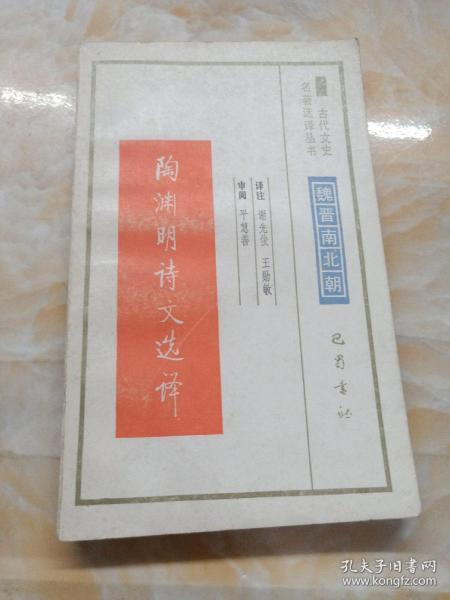 古代文史
名著选译丛书
魏晋南北朝
巴蜀书社
译注 谢先俊 王勋敏
审阅 平慧善
陶渊明诗文选译
孔夫子旧书网
www.kongfz.com